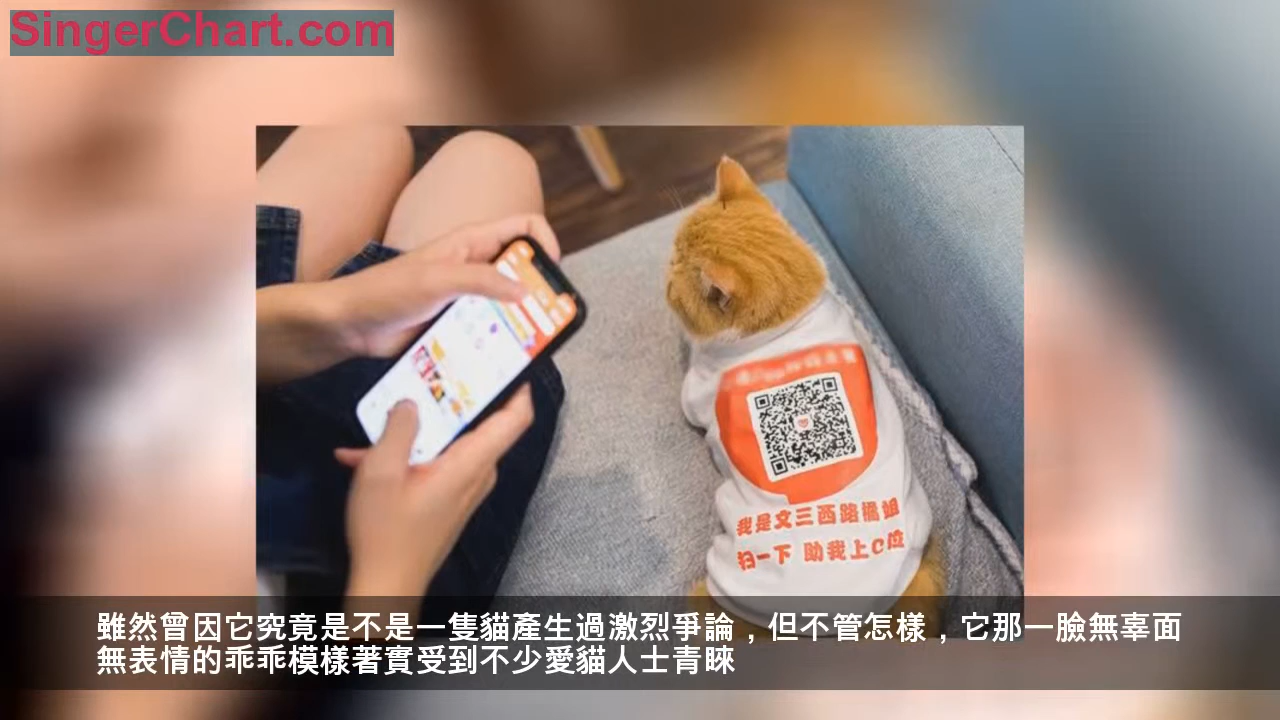 SingerChart.com
我是文三西路橘姐
扫一下 助我上C位
雖然曾因它究竟是不是一隻貓產生過激烈爭論，但不管怎樣，它那一臉無辜面
無表情的乖乖模樣著實受到不少愛貓人士青睞